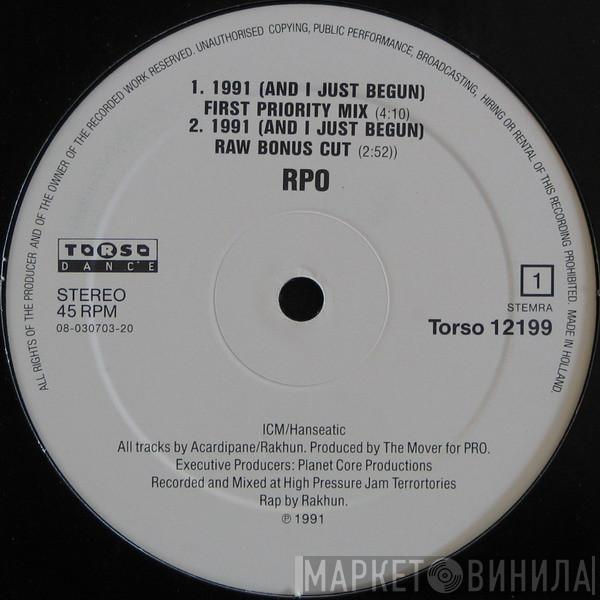 ALL RIGHTS OF THE PRODUCER AND OF THE OWNER OF THE RECORDED WORK RESERVED. UNAUTHORISED COPYING, PUBLIC PERFORMANCE, BROADCASTING, HIRING OR RENTAL OF THIS RECORDING PROHIBITED. MADE IN HOLLAND.
1. 1991 (AND I JUST BEGUN)
FIRST PRIORITY MIX (4:10)
2. 1991 (AND I JUST BEGUN)
RAW BONUS CUT (2:52))
RPO
TORSO
DANCE
STEREO
45 RPM
08-030703-20
1
STEMRA
Torso 12199
ICM/Hanseatic
All tracks by Acardipane/Rakhun. Produced by The Mover for PRO.
Executive Producers: Planet Core Productions
Recorded and Mixed at High Pressure Jam Terrortories
Rap by Rakhun.
℗ 1991
МАРКЕТ ВИНИЛА